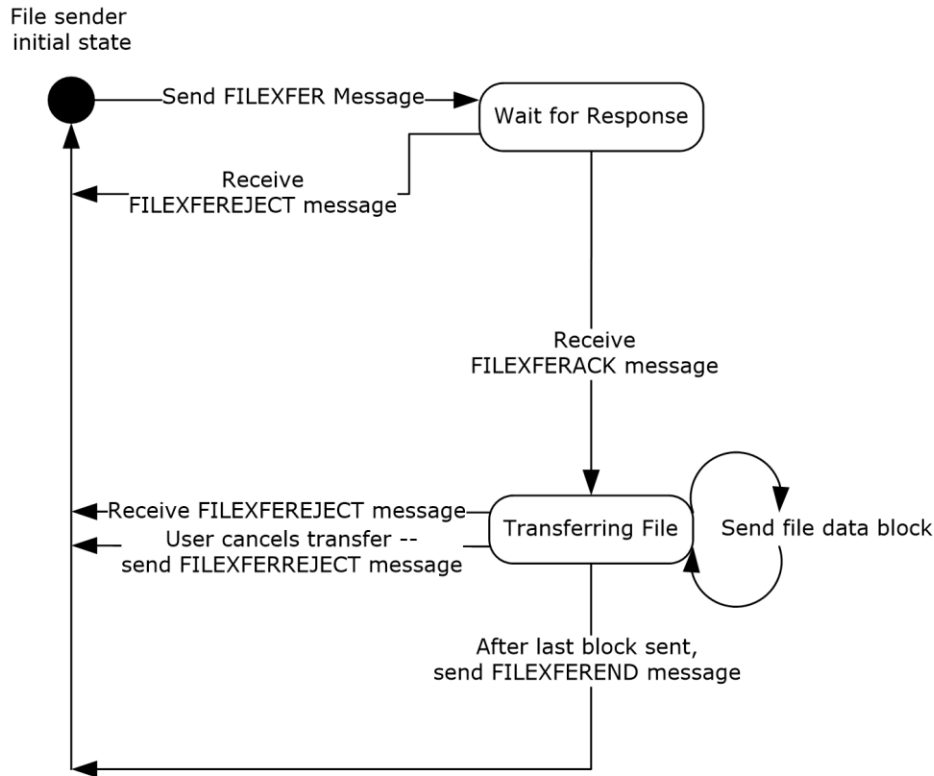 File sender
initial state
Send FILEXFER Message
Wait for Response
Receive
FILEXFEREJECT message
Receive
FILEXFERACK message
Receive FILEXFEREJECT message
Transferring File
Send file data block
User cancels transfer --
send FILEXFERREJECT message
After last block sent,
send FILEXFEREND message